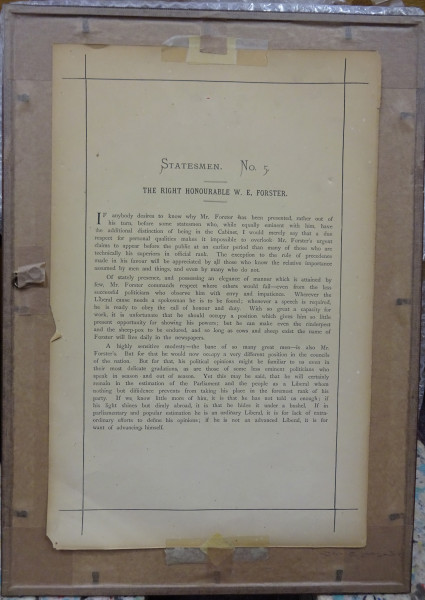 STATESMEN. No. 5.
THE RIGHT HONOURABLE W. E. FORSTER.
IF anybody desires to know why Mr. Forster has been presented, rather out of
his turn, before some statesmen who, while equally eminent with him, have
the additional distinction of being in the Cabinet, I would merely say that a due
respect for personal qualities makes it impossible to overlook Mr. Forster's urgent
claims to appear before the public at an earlier period than many of those who are
technically his superiors in official rank. The exception to the rule of precedence
made in his favour will be appreciated by all those who know the relative importance
assumed by men and things, and even by many who do not.
Of stately presence, and possessing an elegance of manner which is attained by
few, Mr. Forster commands respect where others would fail—even from the less
successful politicians who observe him with envy and impatience. Whenever the
Liberal cause needs a spokesman he is to be found; whenever a speech is required,
he is ready to obey the call of honour and duty. With so great a capacity for
work, it is unfortunate that he should occupy a position which gives him so little
present opportunity for showing his powers; but he can make even the
and the sheep-pox to be endured, and so long as cows and sheep exist the name of
Forster will live daily in the newspapers.
A highly sensitive modesty—the bane of so many great men—is also Mr.
Forster's. But for that he would now occupy a very different position in the councils
of the nation. But for that, his political opinions might be familiar to us even in
their most delicate gradations, as are those of some less eminent politicians who
speak in season and out of season. Yet this may be said, that he will certainly
remain in the estimation of the Parliament and the people as a Liberal whom
nothing but diffidence prevents from taking his place in the foremost rank of his
party. If we know little more of him, it is that he has not told us enough; if
his light shines but dimly abroad, it is that he hides it under a bushel. If in
parliamentary and popular estimation he is an ordinary Liberal, it is for lack of extra-
ordinary efforts to define his opinions; if he is not an advanced Liberal, it is for
want of advancing himself.